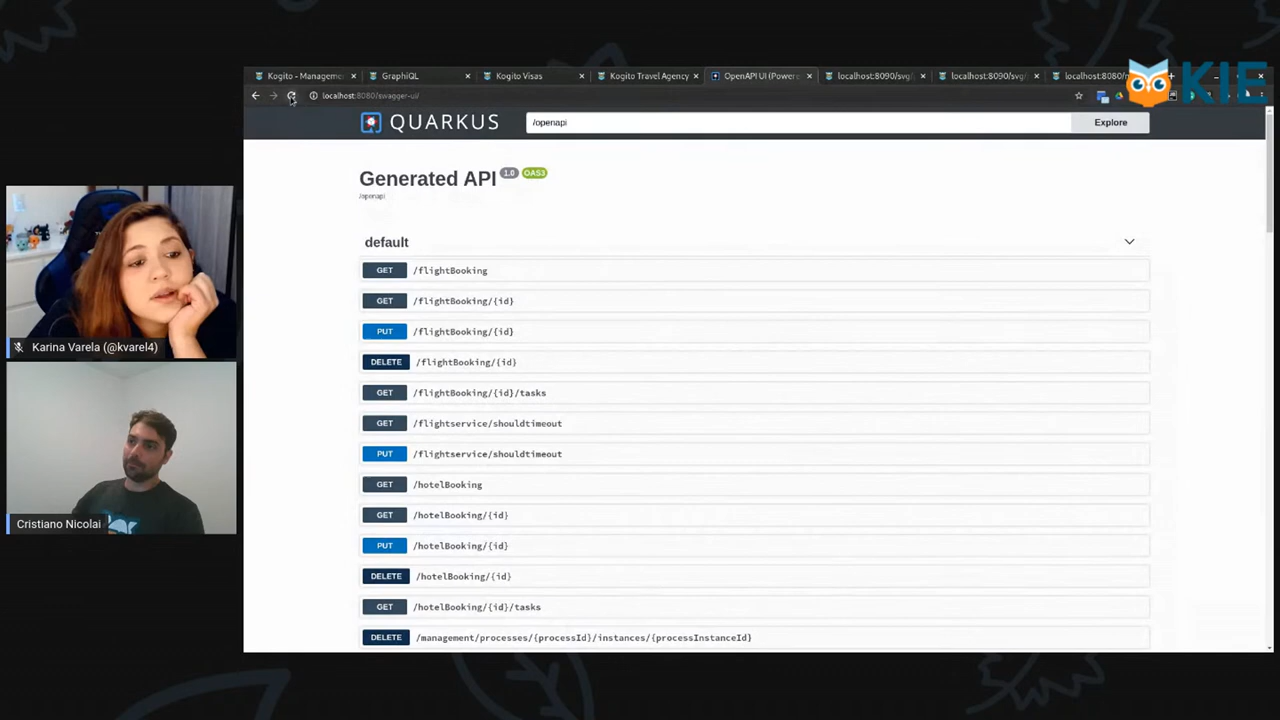 Kogito - Manageme
GraphiQL
Kogito Visas
Kogito Travel Agency
OpenAPI UI (Power
localhost:8090/svg/
localhost:8090/svg/
localhost:8080/
KIE
localhost:8080/swagger-ui/
QUARKUS
/openapi
Explore
Generated API 1.0 OAS3
/openapi
default
GET /flightBooking
GET /flightBooking/{id}
PUT /flightBooking/{id}
DELETE /flightBooking/{id}
GET /flightBooking/{id}/tasks
GET /flightservice/shouldtimeout
PUT /flightservice/shouldtimeout
GET /hotelBooking
GET /hotelBooking/{id}
PUT /hotelBooking/{id}
DELETE /hotelBooking/{id}
GET /hotelBooking/{id}/tasks
DELETE /management/processes/{processId}/instances/{processInstanceId}
Karina Varela (@kvarel4)
Cristiano Nicolai